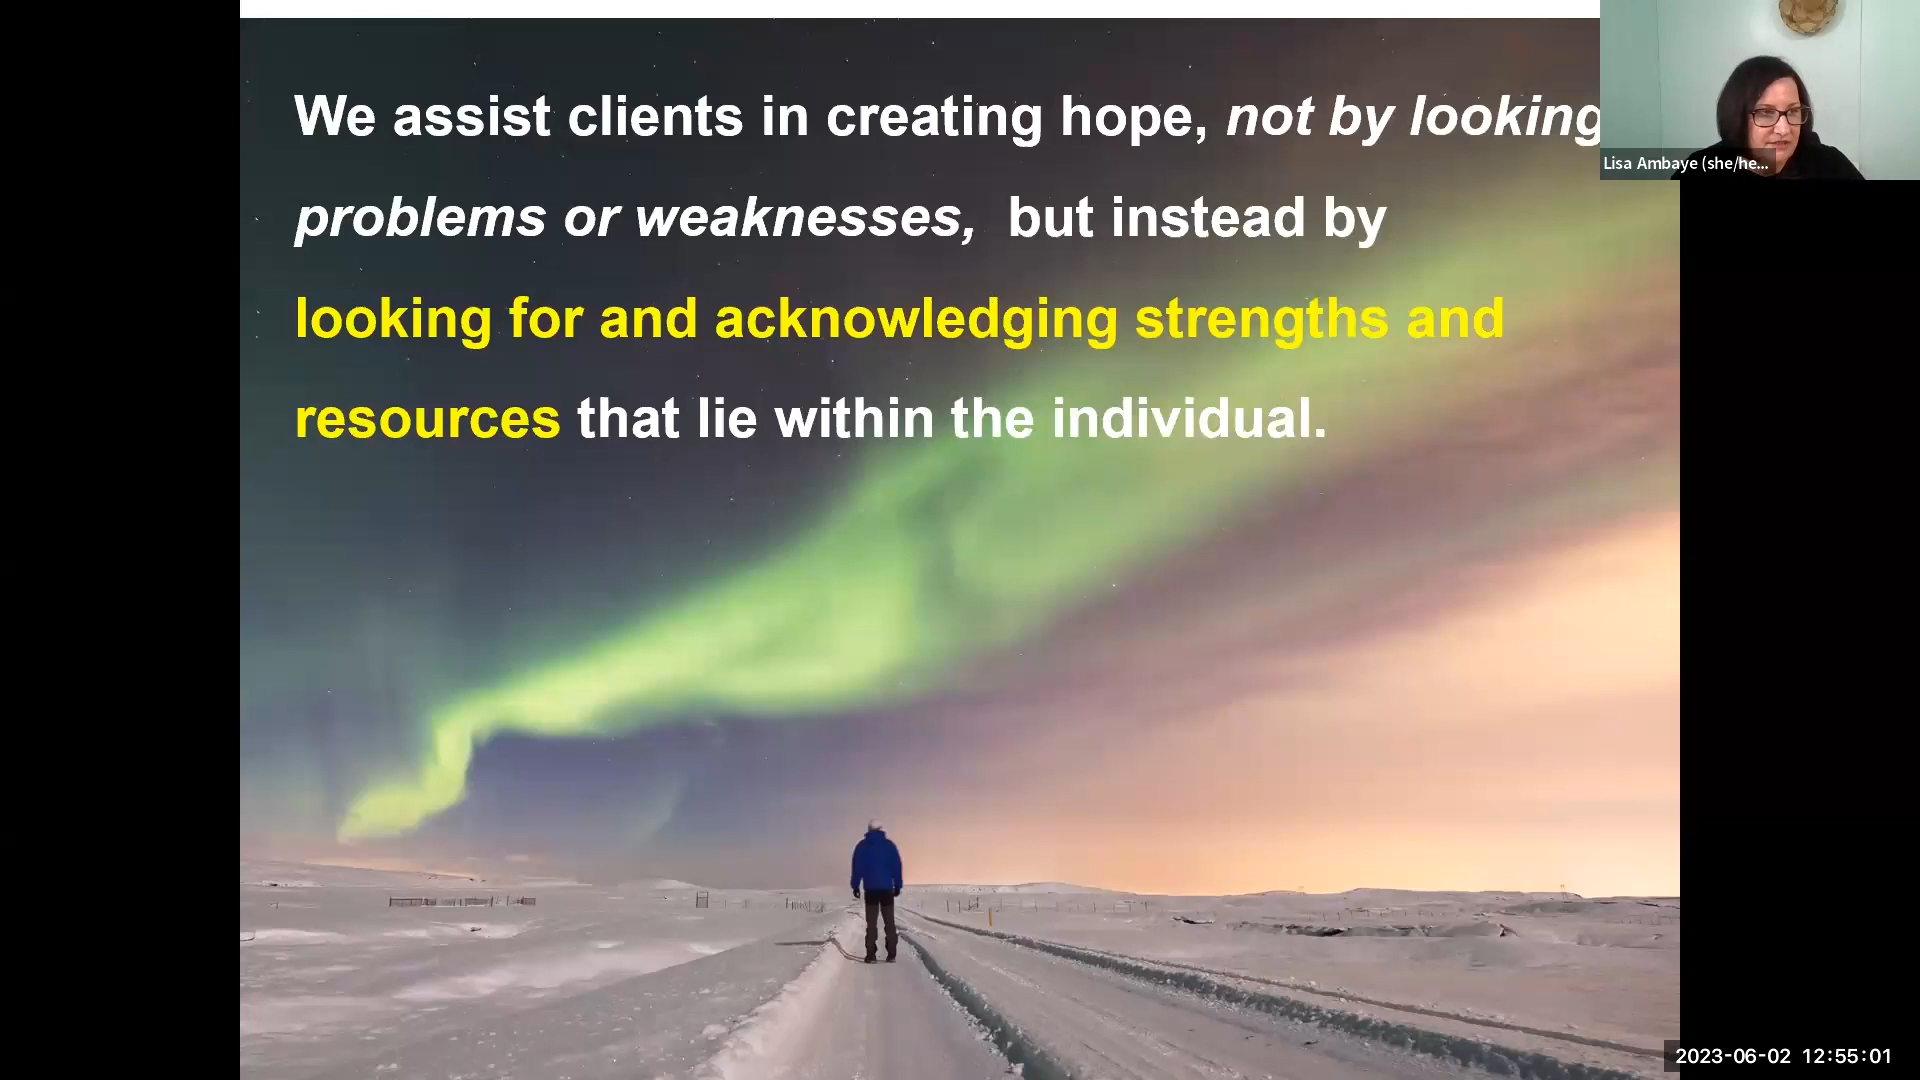 We assist clients in creating hope, not by looking
problems or weaknesses, but instead by
looking for and acknowledging strengths and
resources that lie within the individual.
Lisa Ambaye (she/he...
2023-06-02 12:55:01